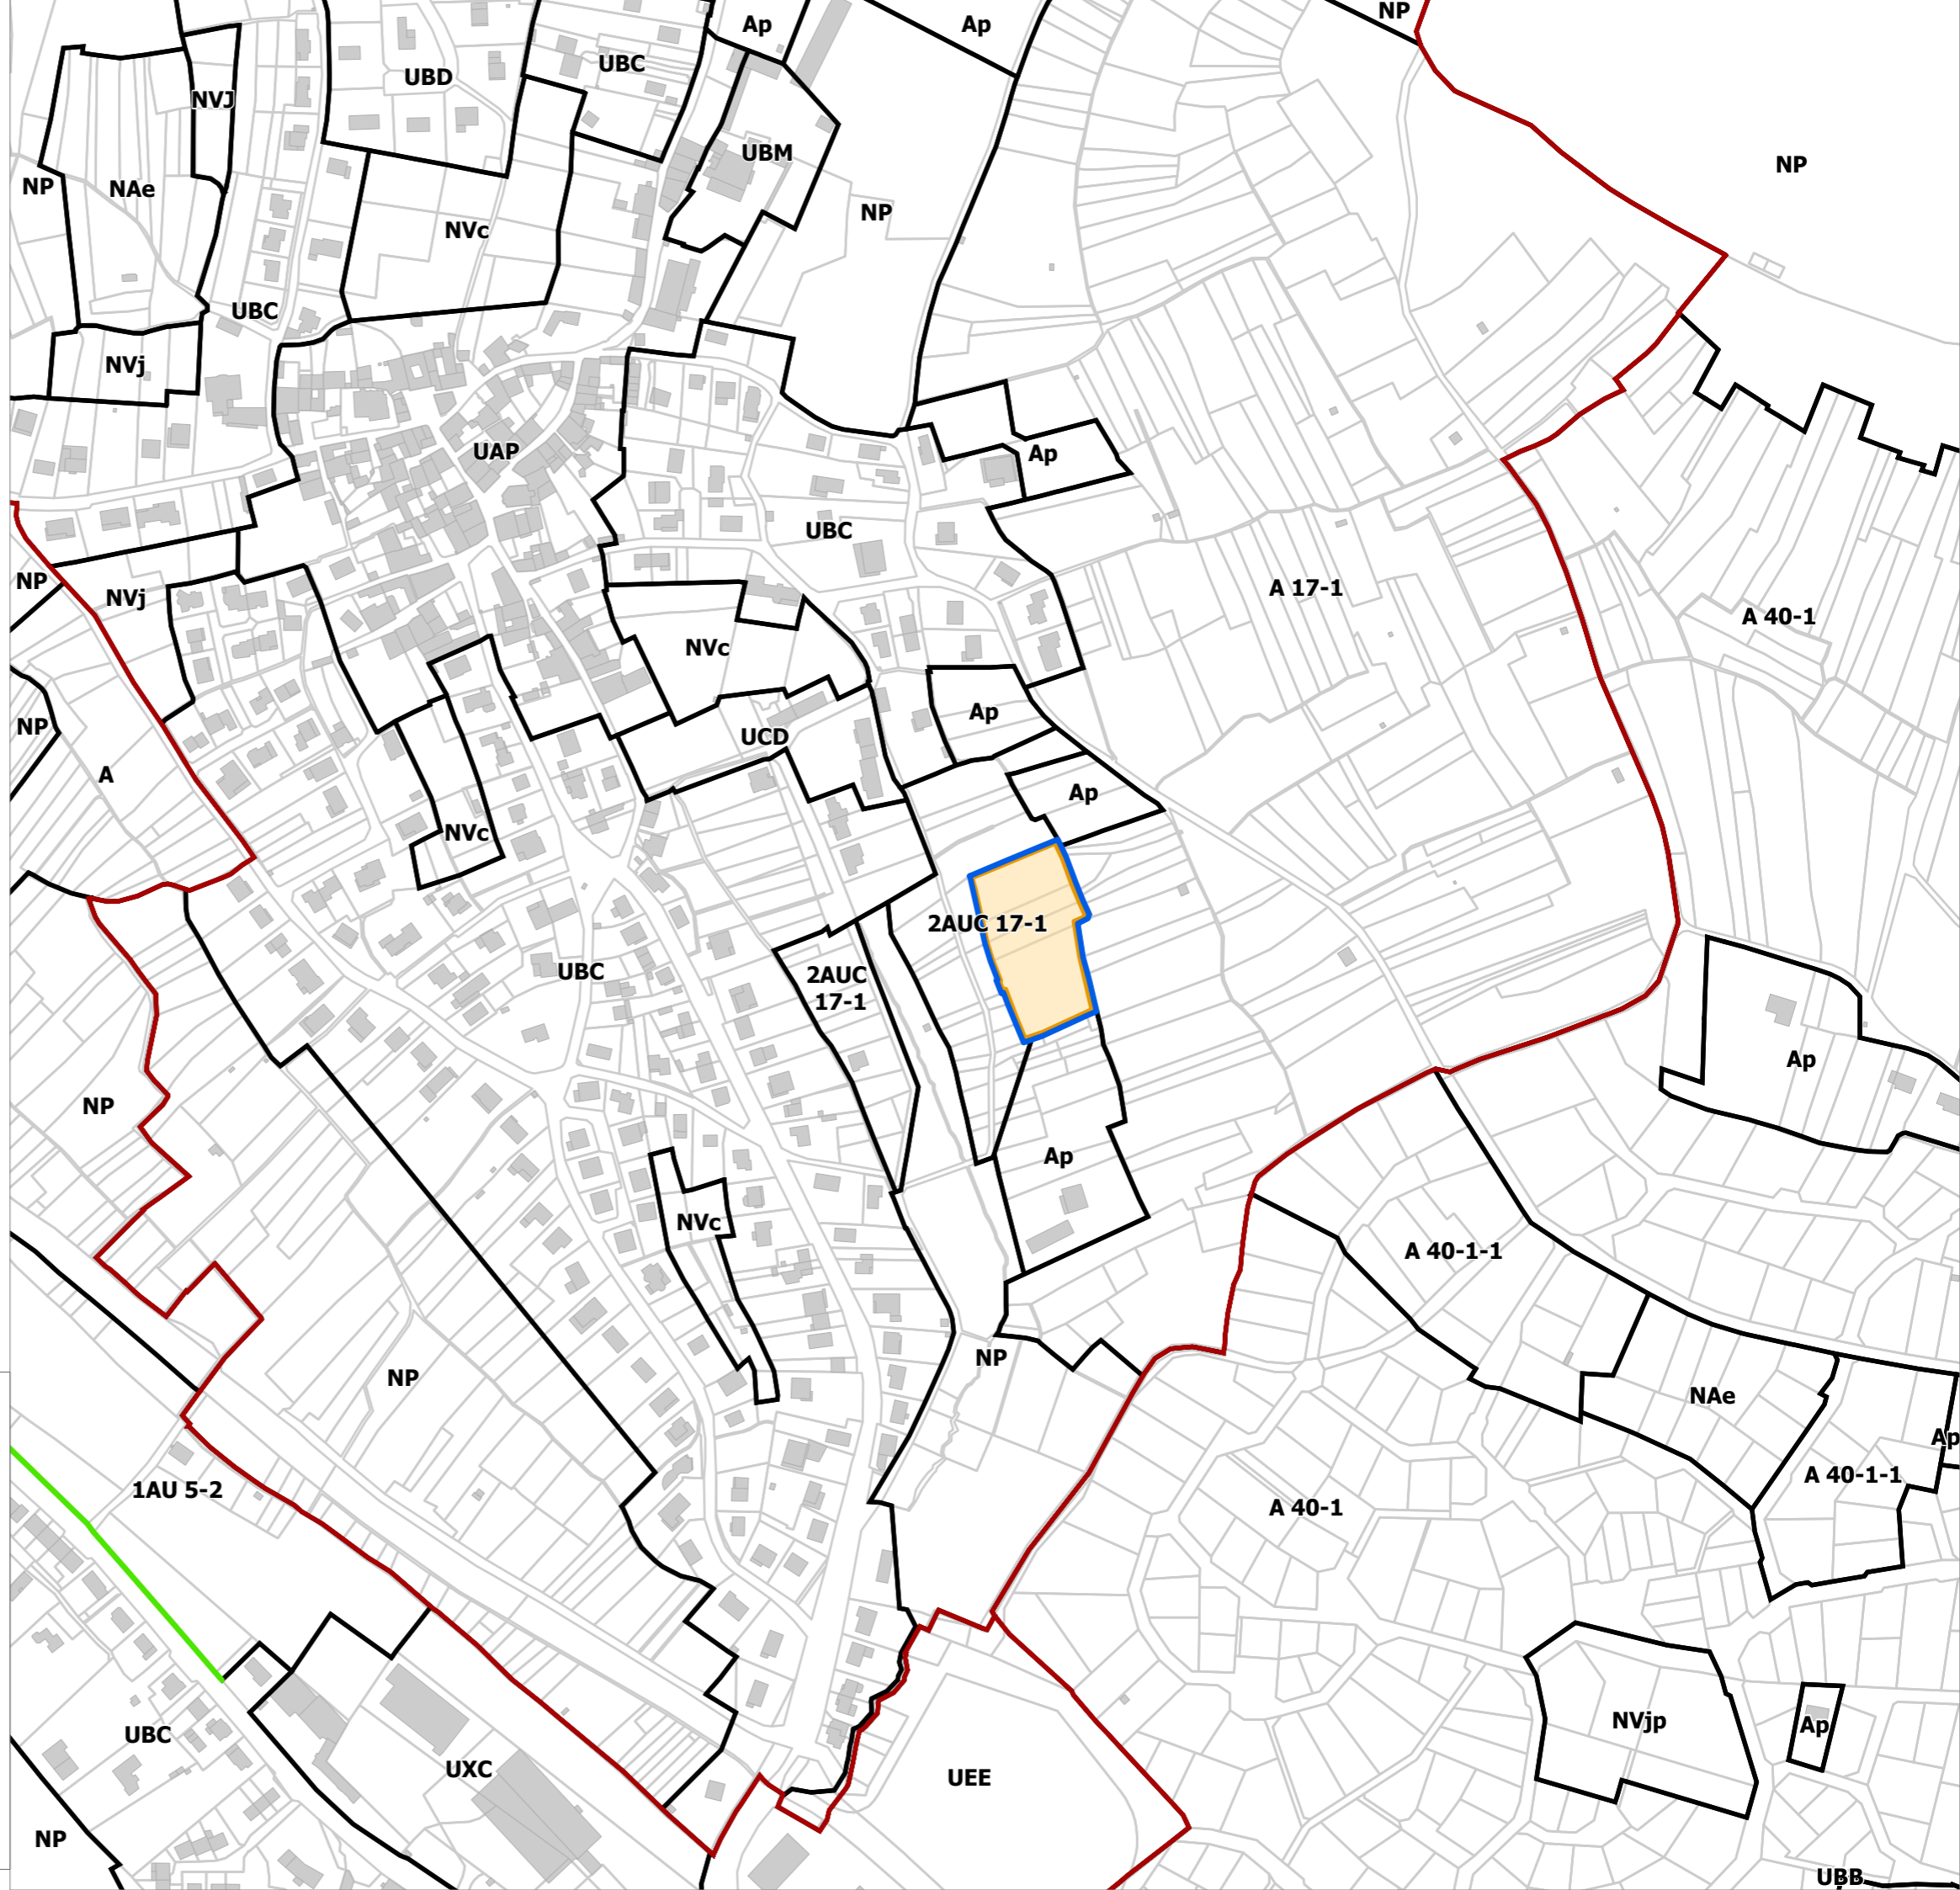 NP
Ap
Ap
UBC
UBD
NVJ
UBM
NP
NP
NAe
NP
NVc
UBC
NVj
UAP
Ap
UBC
NP
NVj
A 17-1
A 40-1
NVc
Ap
NP
UCD
A
Ap
NVc
2AUC 17-1
UBC
2AUC
17-1
Ap
NP
Ap
NVc
A 40-1-1
NP
NP
NAe
Ap
A 40-1-1
1AU 5-2
A 40-1
NVjp
Ap
UBC
UXC
UEE
NP
UBB